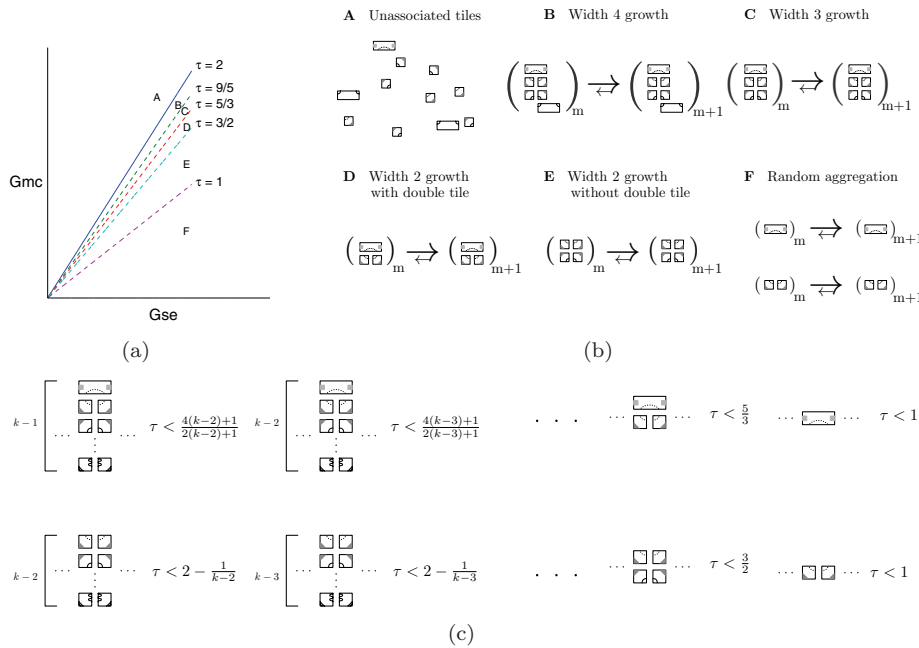 τ = 2
τ = 9/5
τ = 5/3
τ = 3/2
τ = 1
A
B
C
D
E
F
Gmc
Gse
(a)
A Unassociated tiles
B Width 4 growth
C Width 3 growth
m
m+1
m
m+1
D Width 2 growth
with double tile
E Width 2 growth
without double tile
F Random aggregation
m
m+1
m
m+1
m
m+1
m
m+1
(b)
k−1 ... ... τ < (4(k−2)+1)/(2(k−2)+1)
k−2 ... ... τ < (4(k−3)+1)/(2(k−3)+1)
. . .
... ... τ < 5/3
... ... τ < 1
k−2 ... ... τ < 2 − 1/(k−2)
k−3 ... ... τ < 2 − 1/(k−3)
. . .
... ... τ < 3/2
... ... τ < 1
(c)